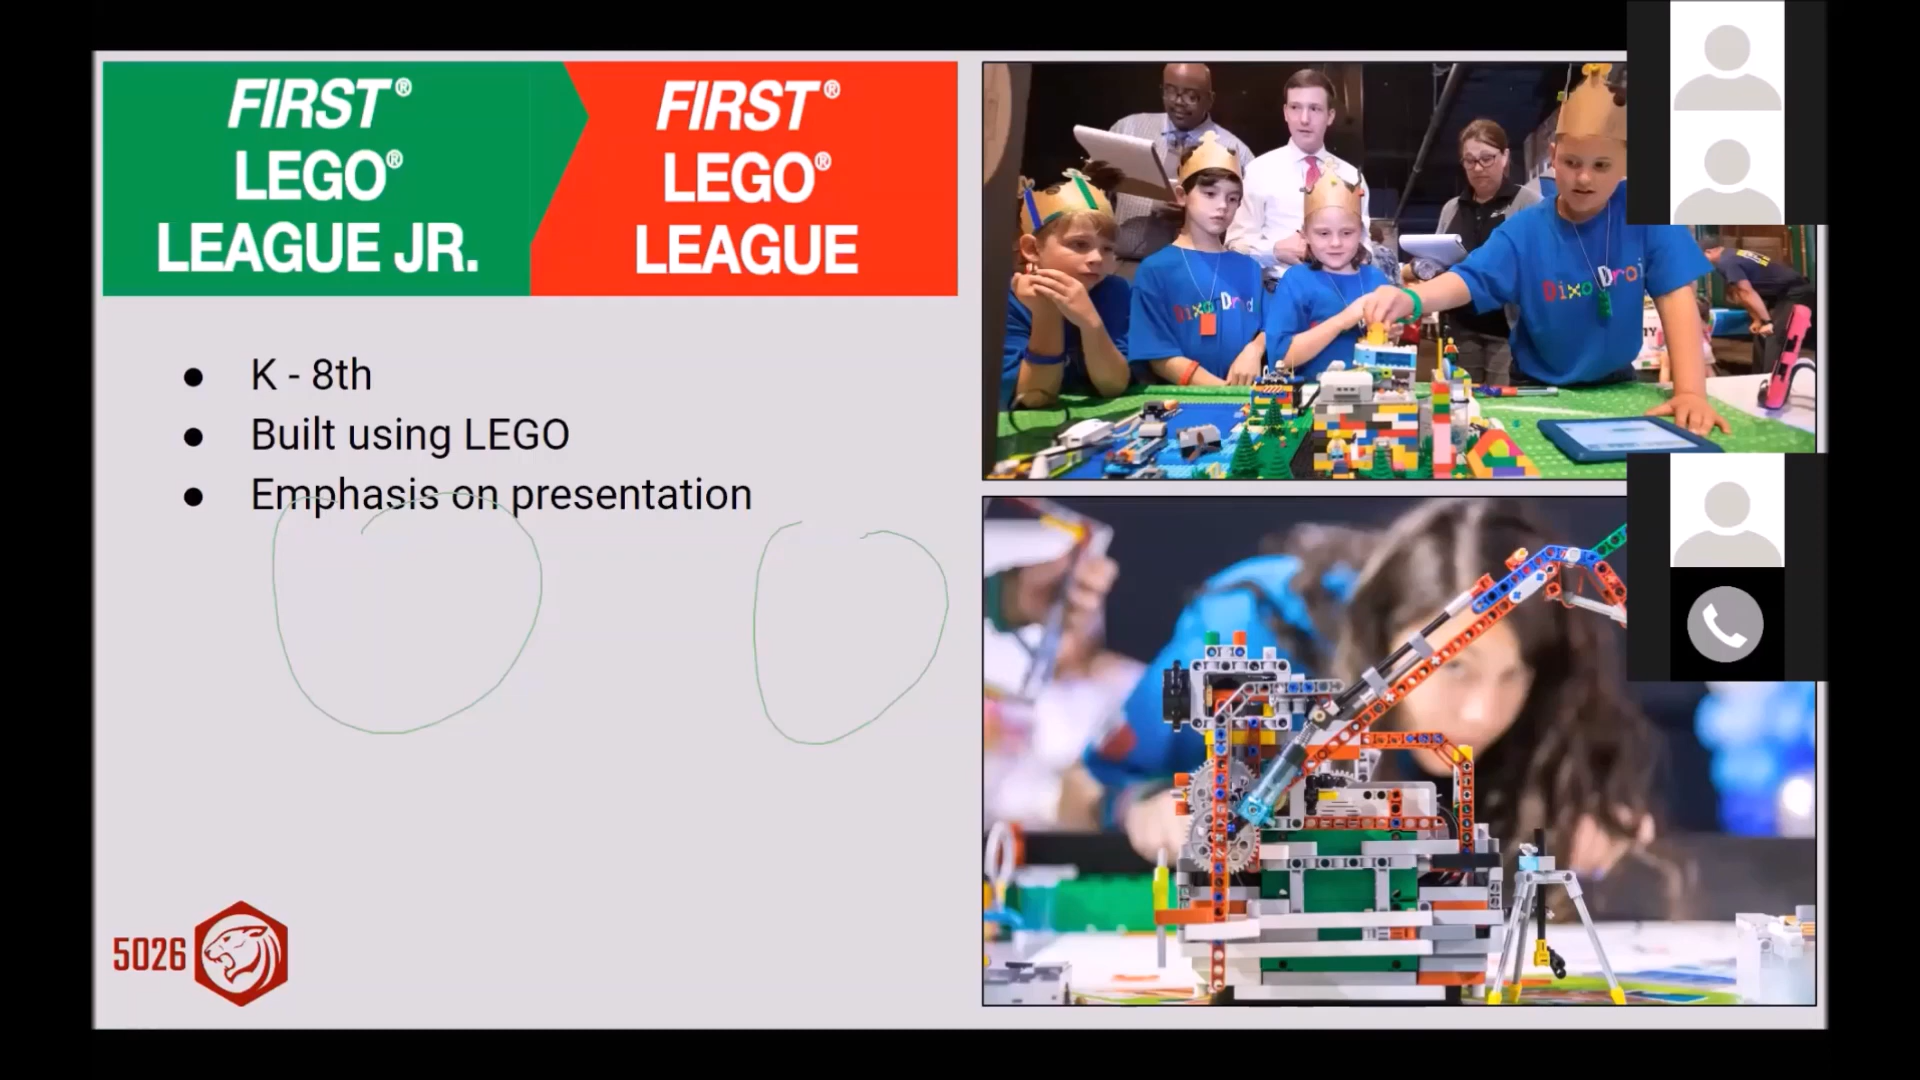 FIRST®
LEGO®
LEAGUE JR.
FIRST®
LEGO®
LEAGUE
● K - 8th
● Built using LEGO
● Emphasis on presentation
5026